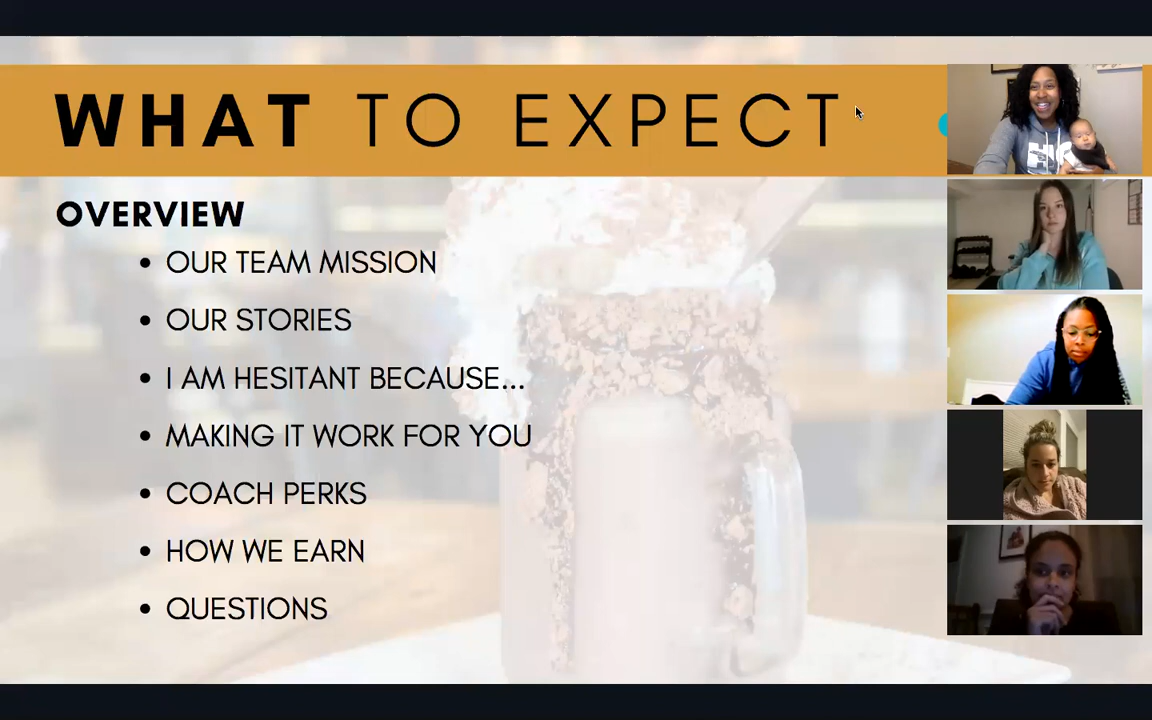 WHAT TO EXPECT
OVERVIEW
• OUR TEAM MISSION
• OUR STORIES
• I AM HESITANT BECAUSE...
• MAKING IT WORK FOR YOU
• COACH PERKS
• HOW WE EARN
• QUESTIONS